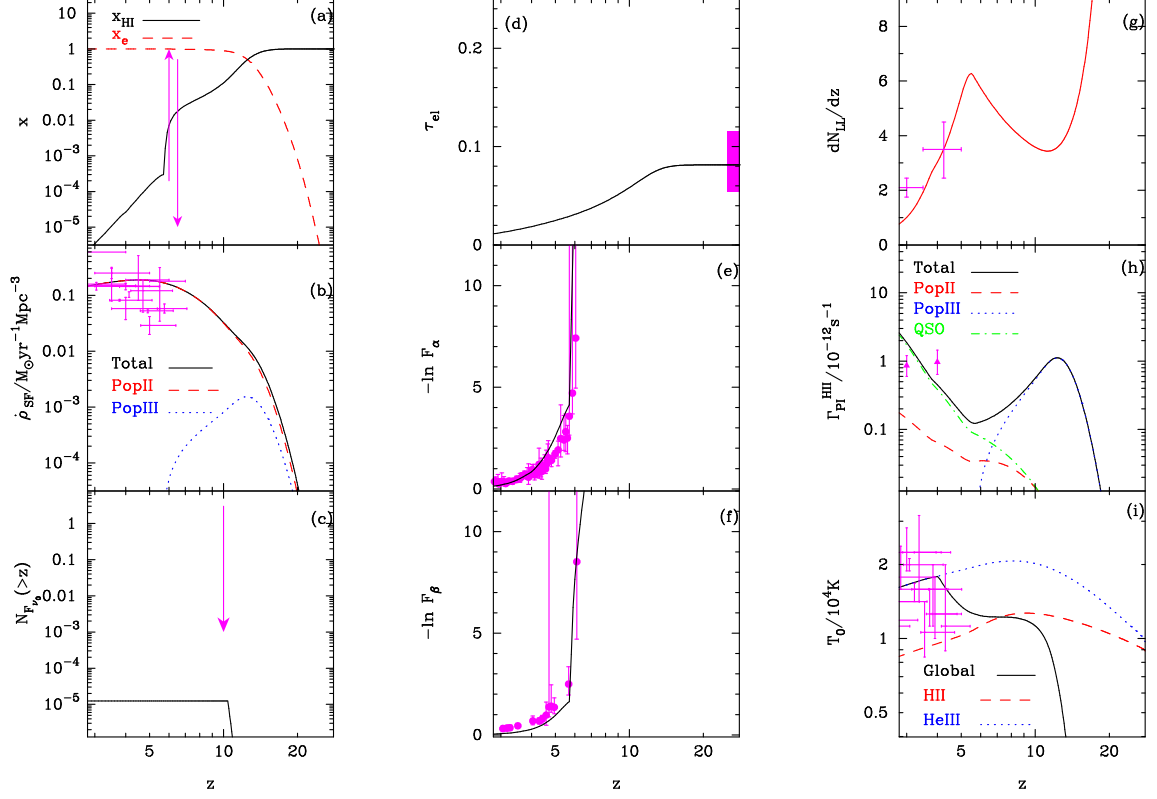 (a)
x_HI
x_e
10
1
0.1
0.01
10^-3
10^-4
10^-5
x
(b)
0.1
0.01
10^-3
10^-4
Total
PopII
PopIII
ρ̇_SF/M_⊙yr^-1Mpc^-3
(c)
1
0.1
0.01
10^-3
10^-4
10^-5
N_F_ν_0(>z)
5 10 20
z
(d)
0.2
0.1
0
τ_el
(e)
10
5
0
-ln F_α
(f)
10
5
0
-ln F_β
5 10 20
z
(g)
8
6
4
2
0
dN_LL/dz
(h)
Total
PopII
PopIII
QSO
10
1
0.1
Γ_PI^HII/10^-12s^-1
(i)
2
1
0.5
Global
HII
HeIII
T_0/10^4K
5 10 20
z